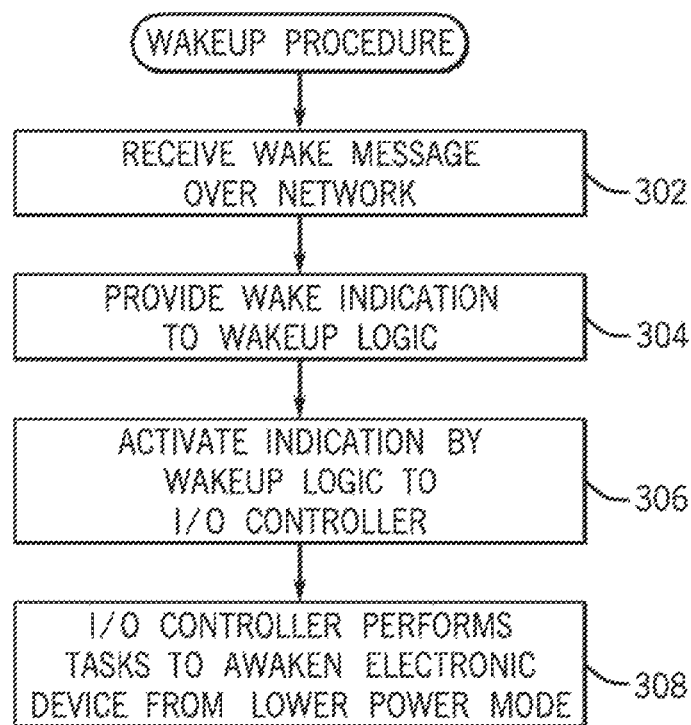 WAKEUP PROCEDURE
RECEIVE WAKE MESSAGE
OVER NETWORK
302
PROVIDE WAKE INDICATION
TO WAKEUP LOGIC
304
ACTIVATE INDICATION BY
WAKEUP LOGIC TO
I/O CONTROLLER
306
I/O CONTROLLER PERFORMS
TASKS TO AWAKEN ELECTRONIC
DEVICE FROM LOWER POWER MODE
308